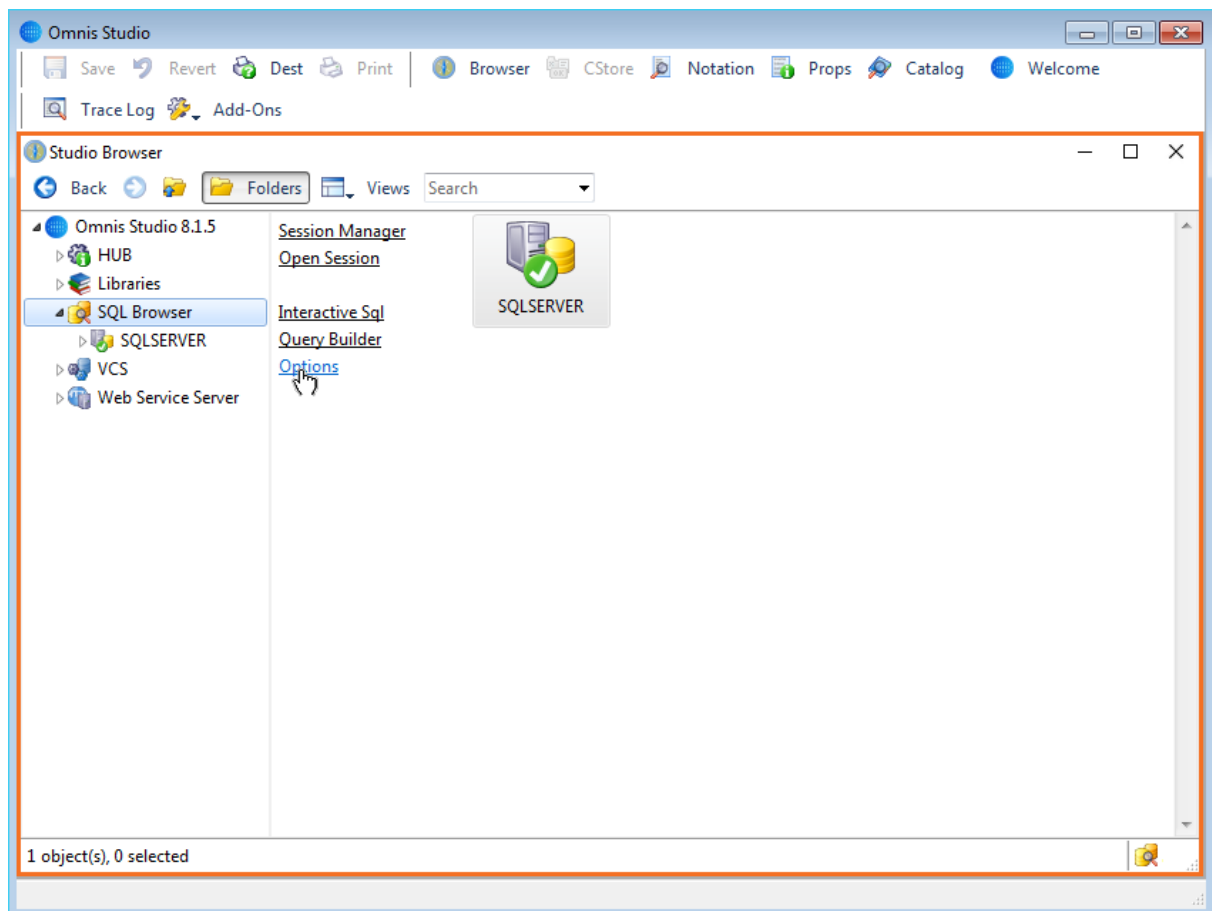 Omnis Studio
Save Revert Dest Print Browser CStore Notation Props Catalog Welcome
Trace Log Add-Ons
Studio Browser
Back Folders Views Search
Omnis Studio 8.1.5
HUB
Libraries
SQL Browser
SQLSERVER
VCS
Web Service Server
Session Manager
Open Session
Interactive Sql
Query Builder
Options
SQLSERVER
1 object(s), 0 selected